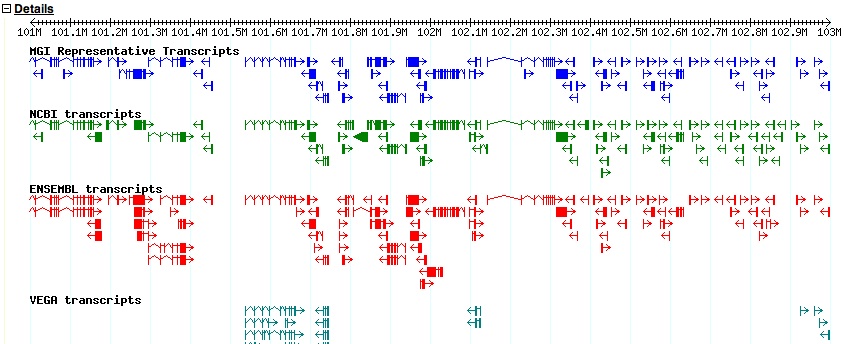 Details
101M 101.1M 101.2M 101.3M 101.4M 101.5M 101.6M 101.7M 101.8M 101.9M 102M 102.1M 102.2M 102.3M 102.4M 102.5M 102.6M 102.7M 102.8M 102.9M 103M
MGI Representative Transcripts
NCBI transcripts
ENSEMBL transcripts
VEGA transcripts